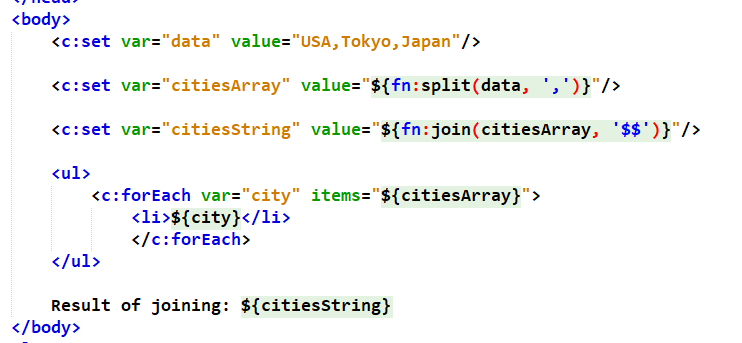 </head>
<body>
<c:set var="data" value="USA,Tokyo,Japan"/>
<c:set var="citiesArray" value="${fn:split(data, ',')}"/>
<c:set var="citiesString" value="${fn:join(citiesArray, '$$')}"/>
<ul>
<c:forEach var="city" items="${citiesArray}">
<li>${city}</li>
</c:forEach>
</ul>
Result of joining: ${citiesString}
</body>